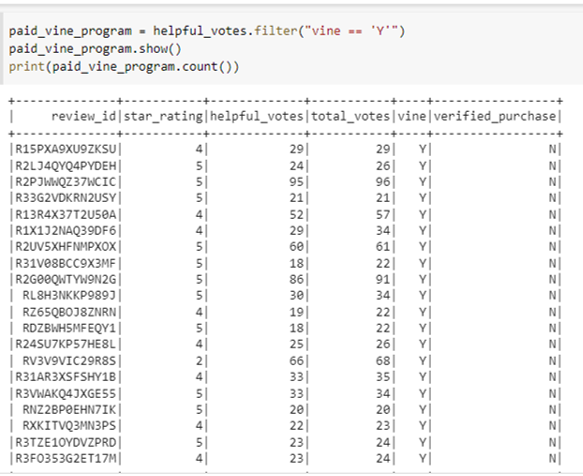 paid_vine_program = helpful_votes.filter("vine == 'Y'")
paid_vine_program.show()
print(paid_vine_program.count())
+--------------+-----------+-------------+-----------+----+-----------------+
|     review_id|star_rating|helpful_votes|total_votes|vine|verified_purchase|
+--------------+-----------+-------------+-----------+----+-----------------+
|R15PXA9XU9ZKSU|          4|           29|         29|   Y|                N|
|R2LJ4QYQ4PYDEH|          5|           24|         26|   Y|                N|
|R2PJWWQZ37WCIC|          5|           95|         96|   Y|                N|
|R33G2VDKRN2USY|          5|           21|         21|   Y|                N|
|R13R4X37T2U50A|          4|           52|         57|   Y|                N|
|R1X1J2NAQ39DF6|          4|           29|         34|   Y|                N|
|R2UV5XHFNMPXOX|          5|           60|         61|   Y|                N|
|R31V08BCC9X3MF|          5|           18|         22|   Y|                N|
|R2G00QWTYW9N2G|          5|           86|         91|   Y|                N|
| RL8H3NKKP989J|          5|           30|         34|   Y|                N|
| RZ65QBOJ8ZNRN|          4|           19|         22|   Y|                N|
| RDZBWH5MFEQY1|          5|           18|         22|   Y|                N|
|R24SU7KP57HE8L|          4|           25|         26|   Y|                N|
| RV3V9VIC29R8S|          2|           66|         68|   Y|                N|
|R31AR3XSFSHY1B|          4|           33|         35|   Y|                N|
|R3VWAKQ4JXGE55|          5|           33|         34|   Y|                N|
| RNZ2BP0EHN7IK|          5|           20|         20|   Y|                N|
| RXKITVQ3MN3PS|          4|           22|         23|   Y|                N|
|R3TZE1OYDVZPRD|          5|           23|         24|   Y|                N|
|R3FO353G2ET17M|          4|           23|         24|   Y|                N|